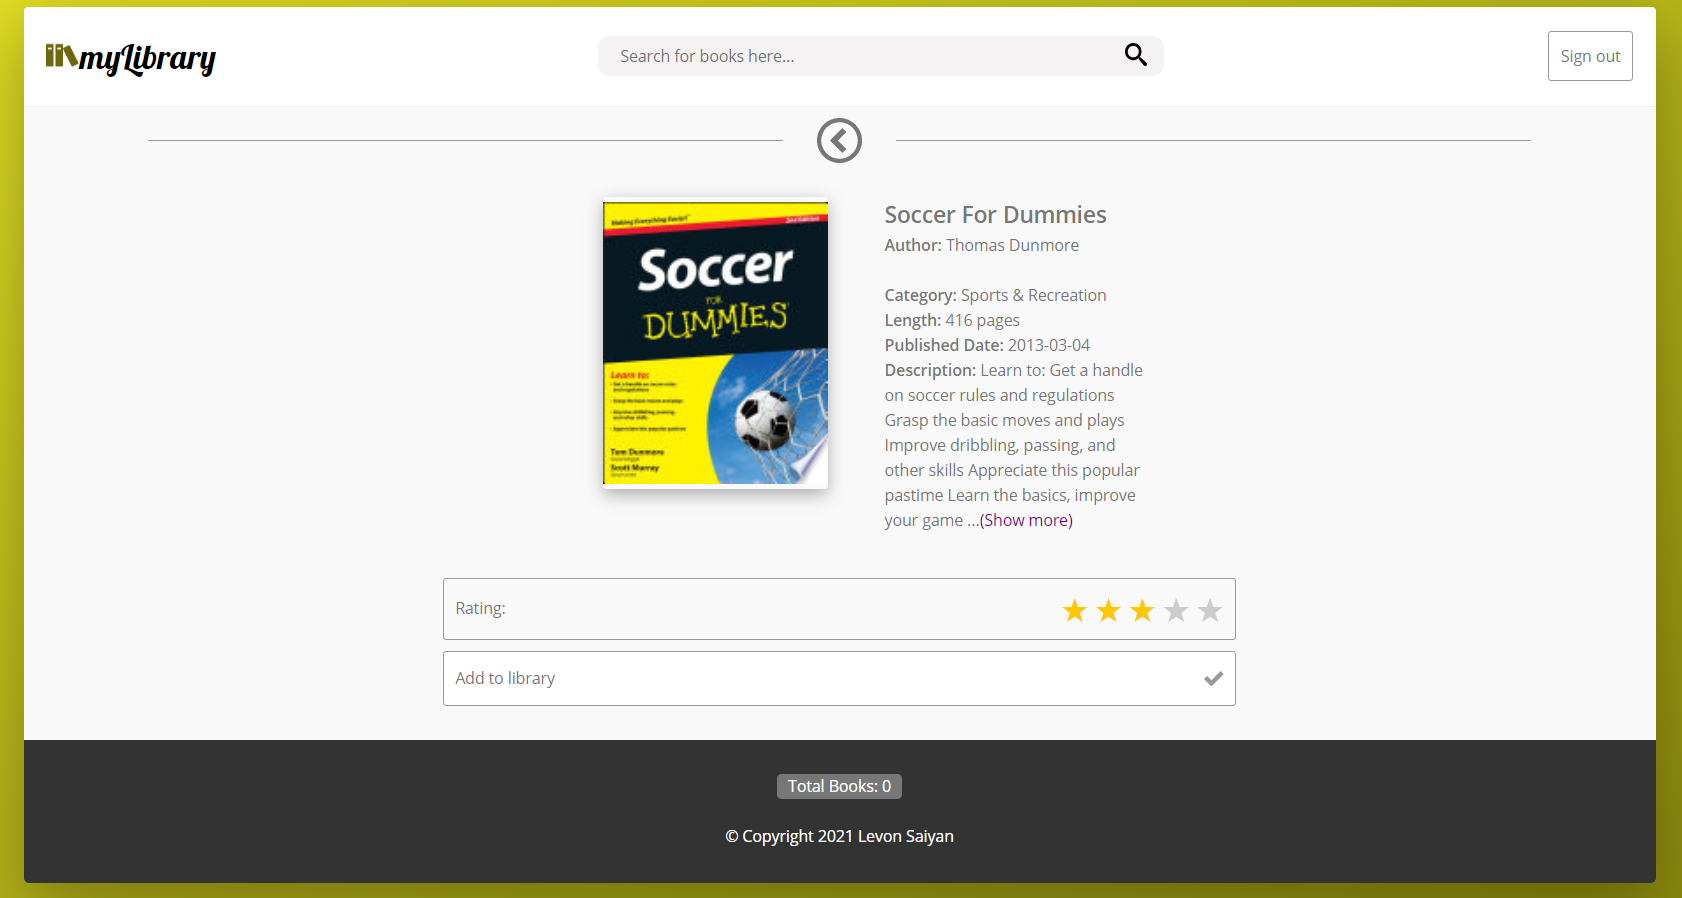 myLibrary
Search for books here...
Sign out
Making Everything Easier!
2nd Edition
Soccer
FOR
DUMMIES
Learn to:
Tom Dunmore
Scott Murray
Soccer For Dummies
Author: Thomas Dunmore
Category: Sports & Recreation
Length: 416 pages
Published Date: 2013-03-04
Description: Learn to: Get a handle
on soccer rules and regulations
Grasp the basic moves and plays
Improve dribbling, passing, and
other skills Appreciate this popular
pastime Learn the basics, improve
your game ...(Show more)
Rating:
Add to library
Total Books: 0
© Copyright 2021 Levon Saiyan